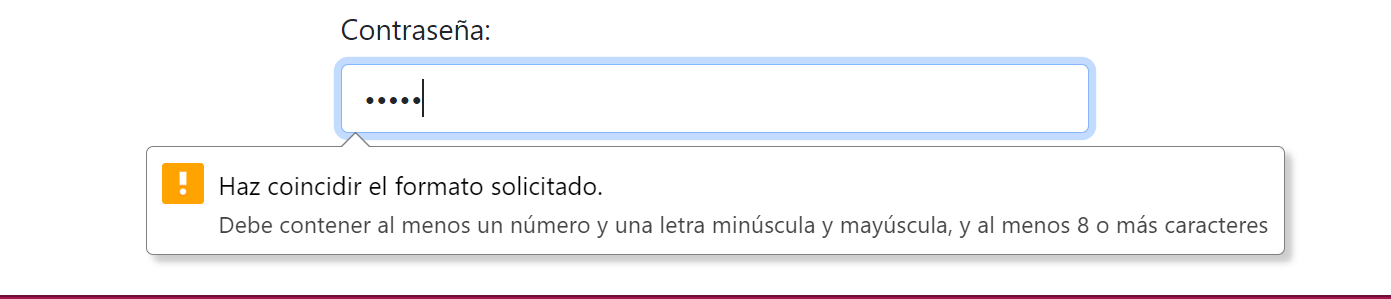 Contraseña:
•••••
Haz coincidir el formato solicitado.
Debe contener al menos un número y una letra minúscula y mayúscula, y al menos 8 o más caracteres